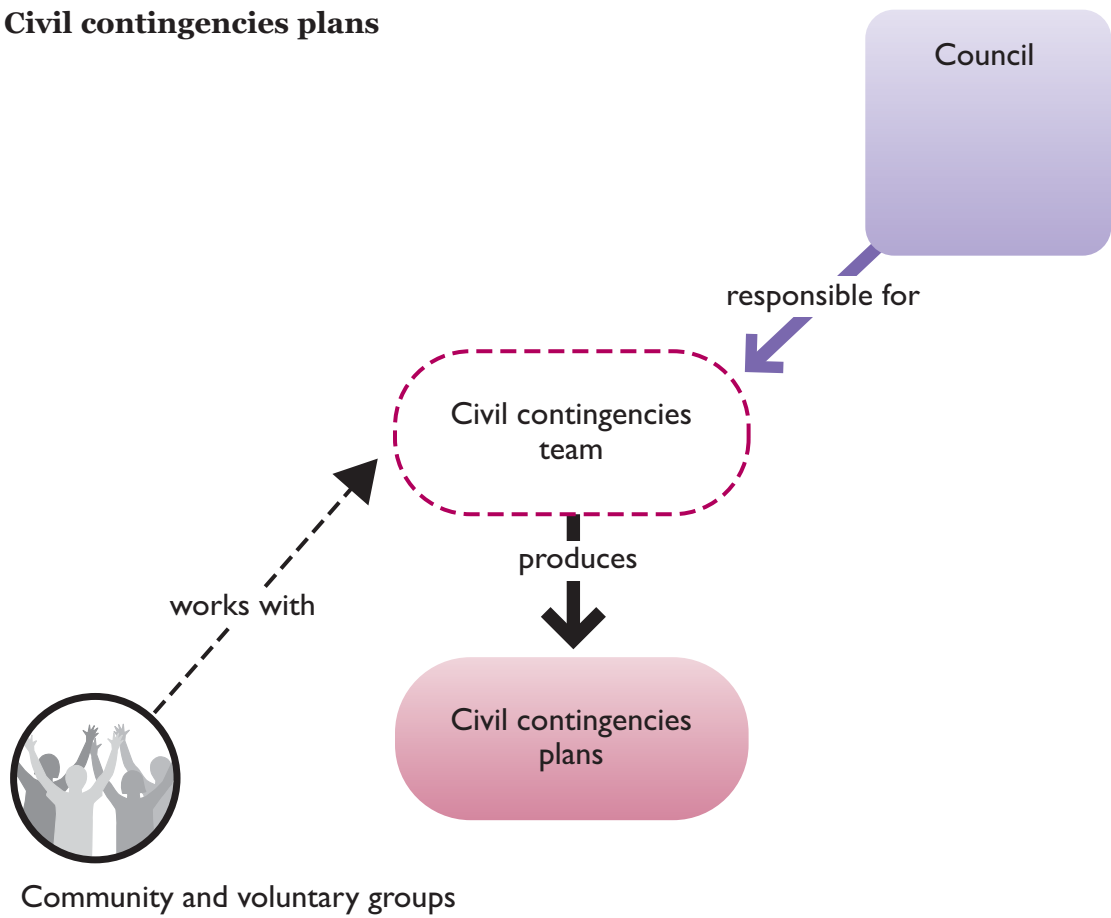 Civil contingencies plans
Council
responsible for
Civil contingencies
team
produces
works with
Civil contingencies
plans
Community and voluntary groups